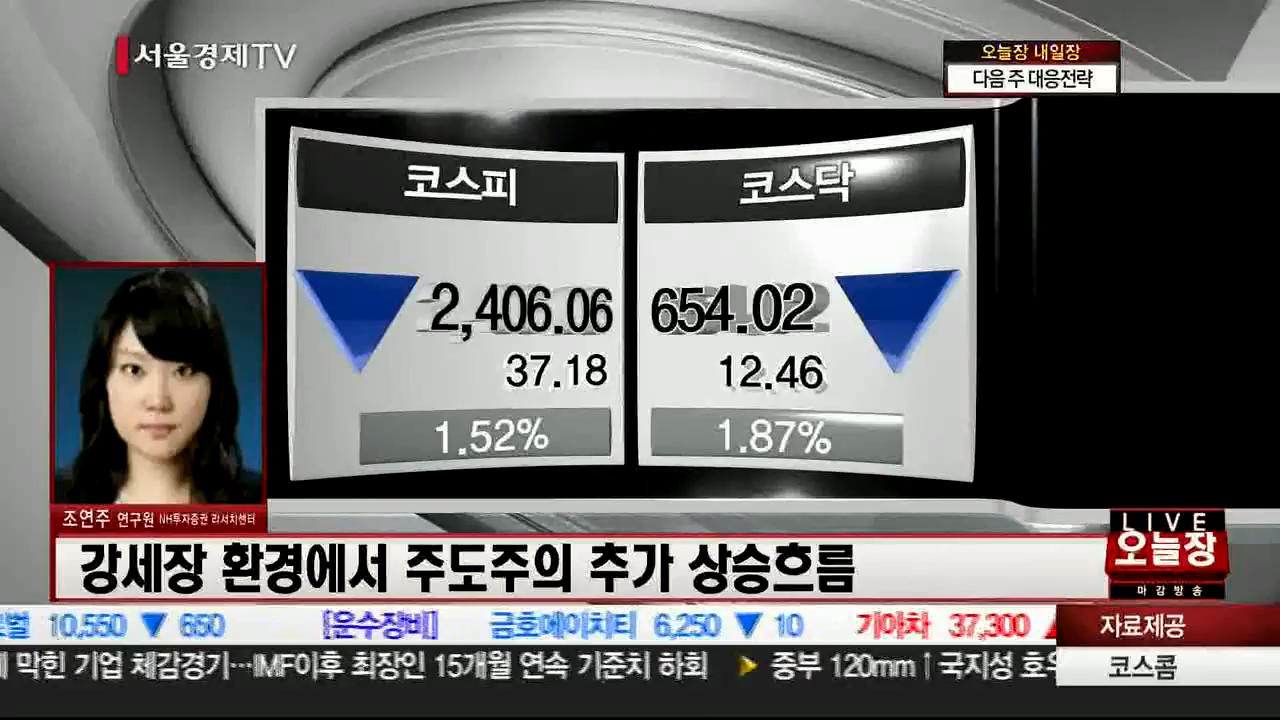 서울경제TV
오늘장 내일장
다음 주 대응전략
코스피
2,406.06
37.18
1.52%
코스닥
654.02
12.46
1.87%
조연주 연구원 NH투자증권 리서치센터
강세장 환경에서 주도주의 추가 상승흐름
LIVE
오늘장
마감방송
10,550 ▼ 650 [운수장비] 금호에이치티 6,250 ▼ 10 기아차 37,300
자료제공
막힌 기업 체감경기…IMF이후 최장인 15개월 연속 기준치 하회 중부 120mm↑국지성
코스콤